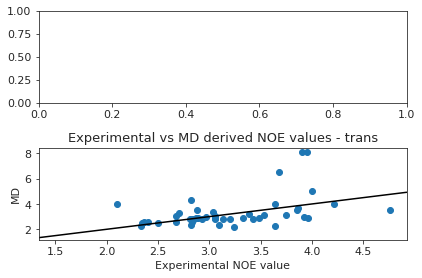 1.00
0.75
0.50
0.25
0.00
0.0 0.2 0.4 0.6 0.8 1.0
Experimental vs MD derived NOE values - trans
8
6
4
2
MD
1.5 2.0 2.5 3.0 3.5 4.0 4.5
Experimental NOE value